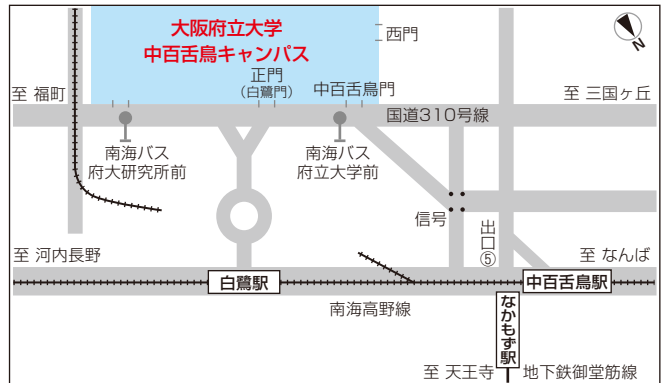 大阪府立大学
中百舌鳥キャンパス
西門
正門
(白鷺門)
中百舌鳥門
至 福町
至 三国ヶ丘
国道310号線
南海バス
府大研究所前
南海バス
府立大学前
信号
出口⑤
至 河内長野
至 なんば
白鷺駅
中百舌鳥駅
南海高野線
なかもず駅
至 天王寺
地下鉄御堂筋線